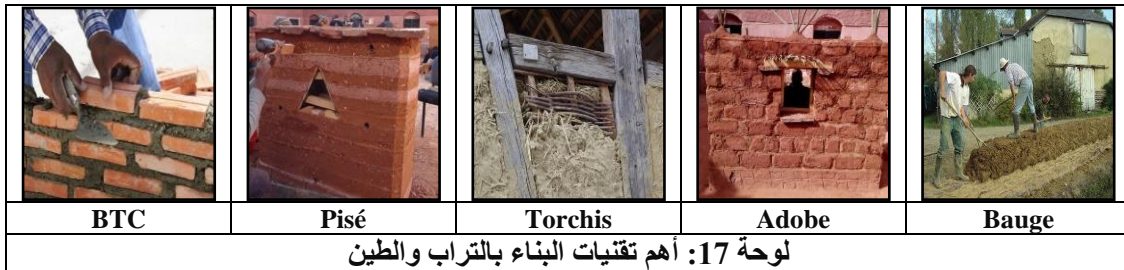 BTC Pisé Torchis Adobe Bauge
لوحة 17: أهم تقنيات البناء بالتراب والطين